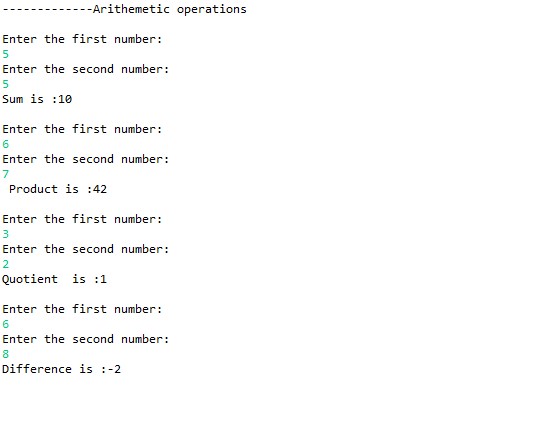 -------------Arithemetic operations
Enter the first number:
5
Enter the second number:
5
Sum is :10
Enter the first number:
6
Enter the second number:
7
 Product is :42
Enter the first number:
3
Enter the second number:
2
Quotient  is :1
Enter the first number:
6
Enter the second number:
8
Difference is :-2